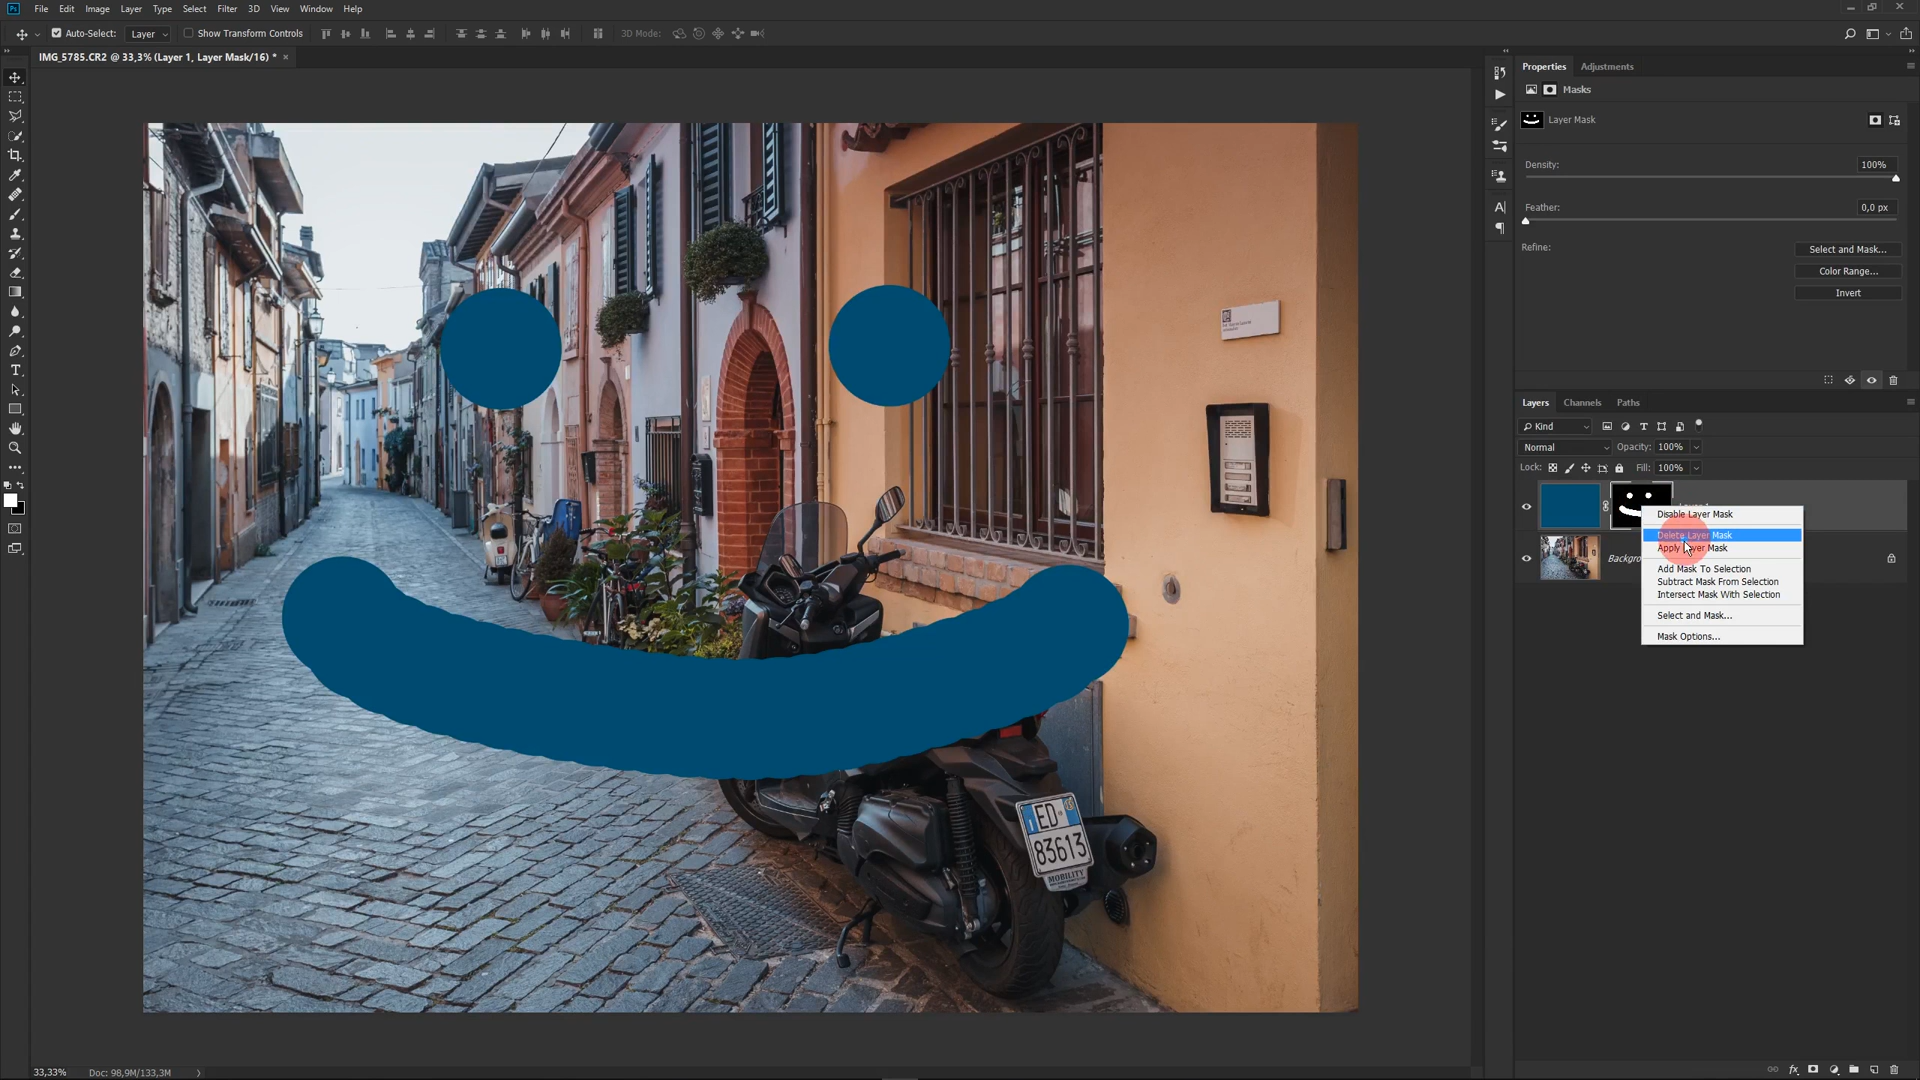 Ps File Edit Image Layer Type Select Filter 3D View Window Help
Auto-Select: Layer Show Transform Controls 3D Mode:
IMG_5785.CR2 @ 33,3% (Layer 1, Layer Mask/16) * ×
Properties Adjustments
Masks
Layer Mask
Density: 100%
Feather: 0,0 px
Refine:
Select and Mask...
Color Range...
Invert
Layers Channels Paths
Kind
Normal Opacity: 100%
Lock: Fill: 100%
Disable Layer Mask
Delete Layer Mask
Apply Layer Mask
Add Mask To Selection
Subtract Mask From Selection
Intersect Mask With Selection
Select and Mask...
Mask Options...
ED
83613
MOBILITY
33,33% Doc: 98,9M/133,3M